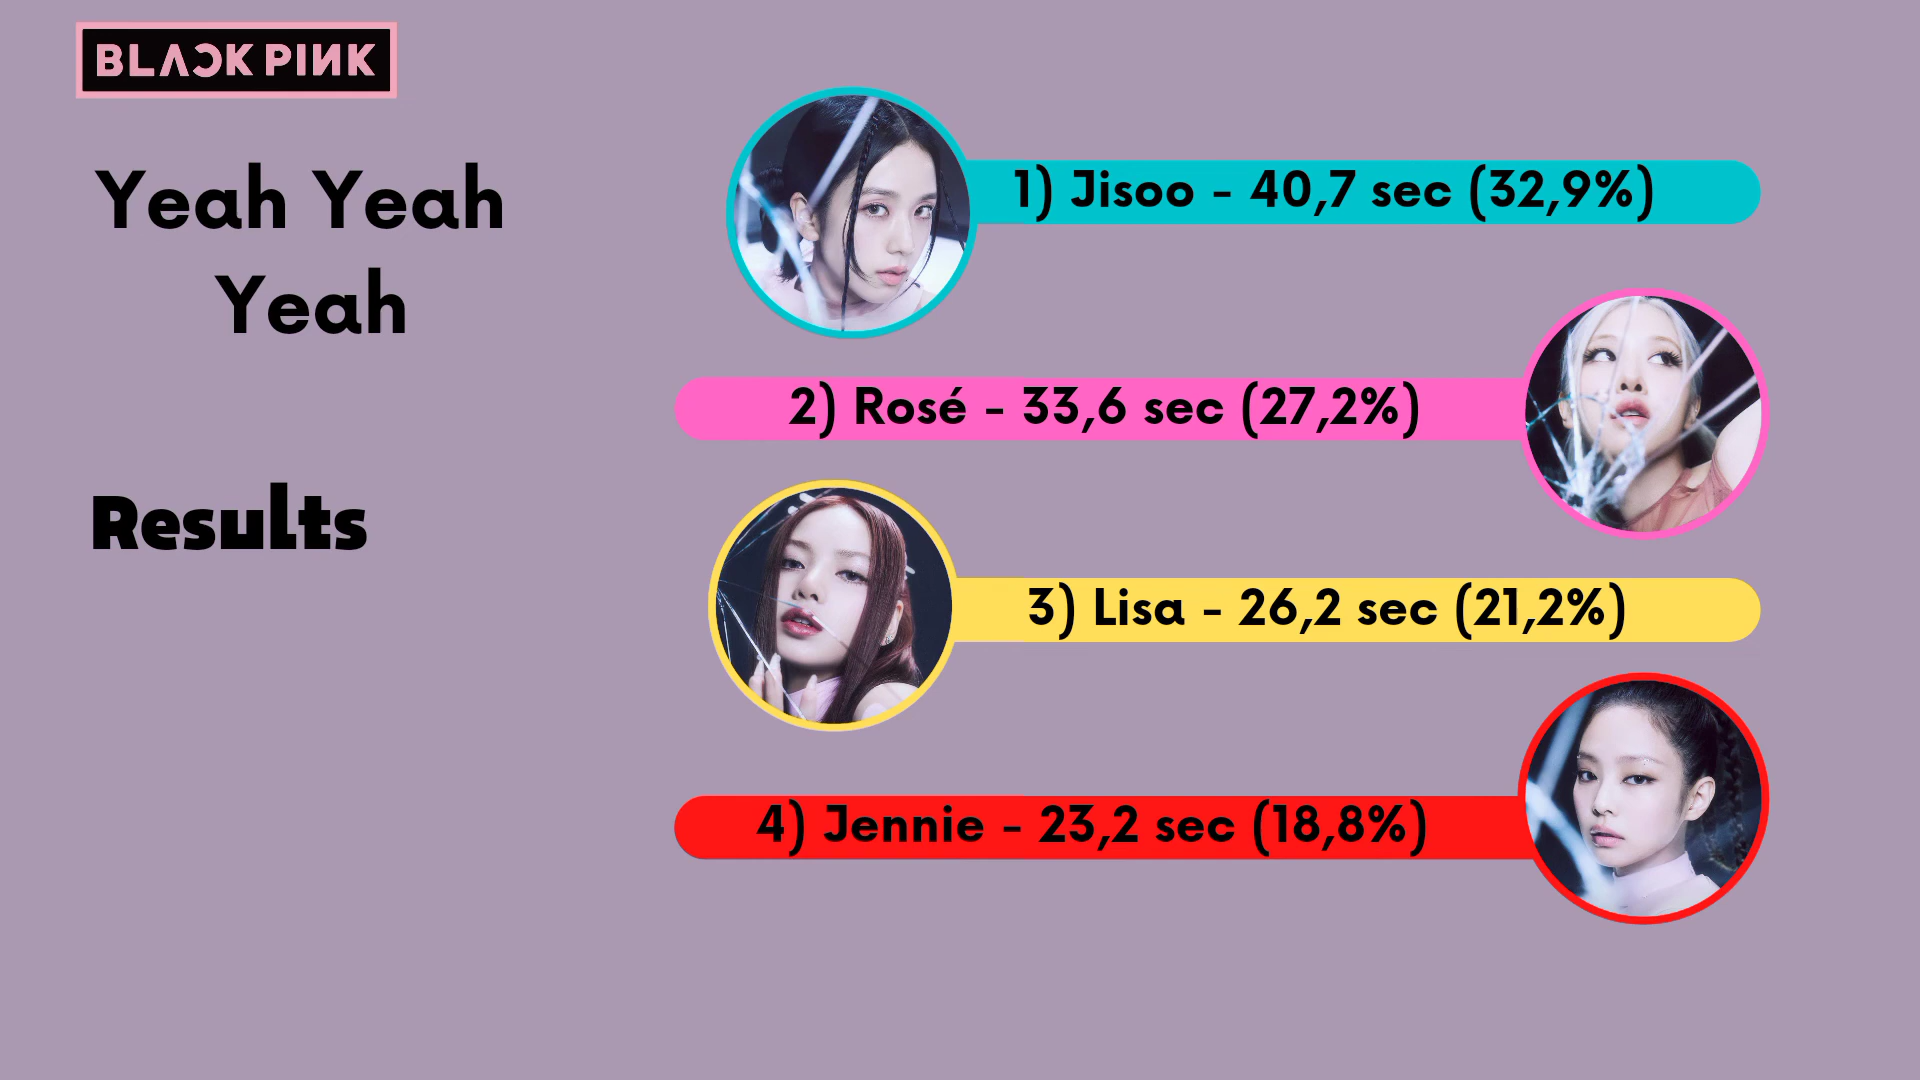 BLACKPINK
Yeah Yeah
Yeah
Results
1) Jisoo - 40,7 sec (32,9%)
2) Rosé - 33,6 sec (27,2%)
3) Lisa - 26,2 sec (21,2%)
4) Jennie - 23,2 sec (18,8%)